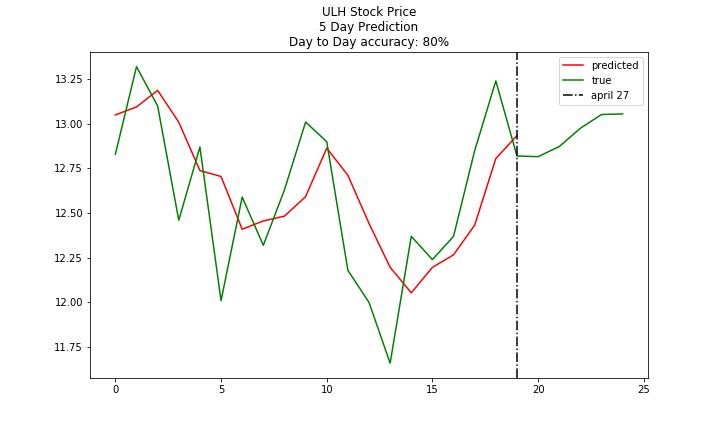 ULH Stock Price
5 Day Prediction
Day to Day accuracy: 80%
predicted
true
april 27
13.25
13.00
12.75
12.50
12.25
12.00
11.75
0 5 10 15 20 25